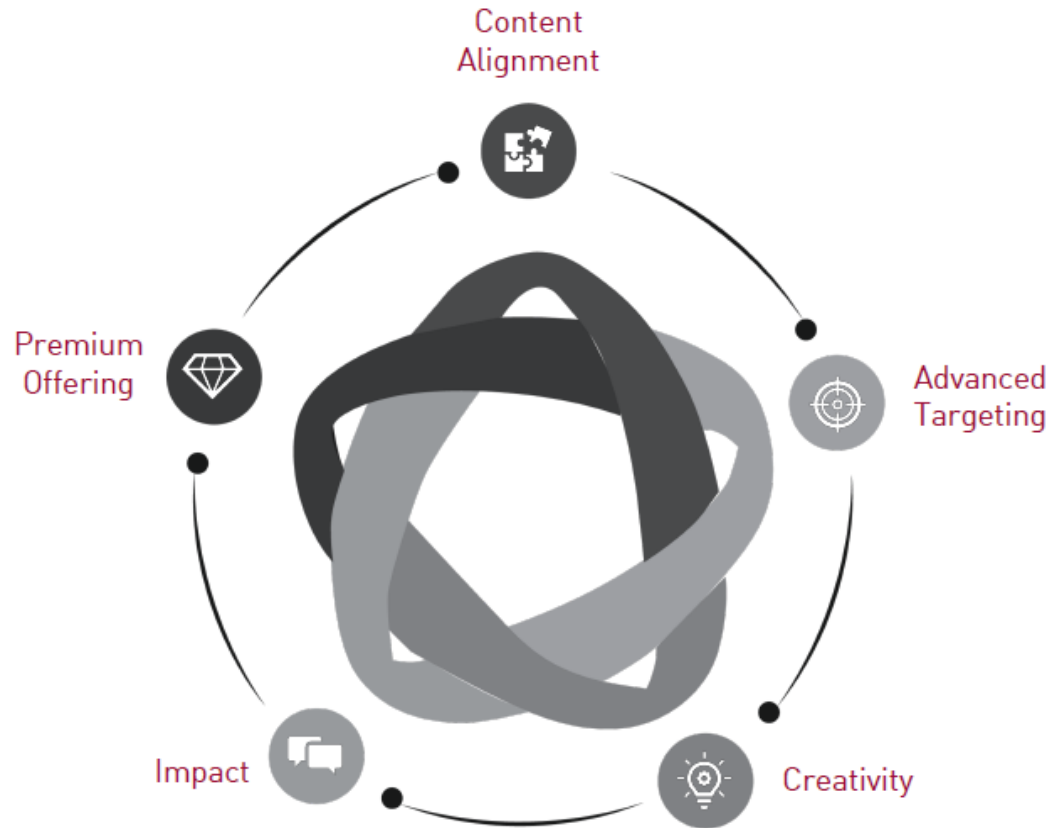 Content
Alignment
Premium
Offering
Advanced
Targeting
Impact
Creativity